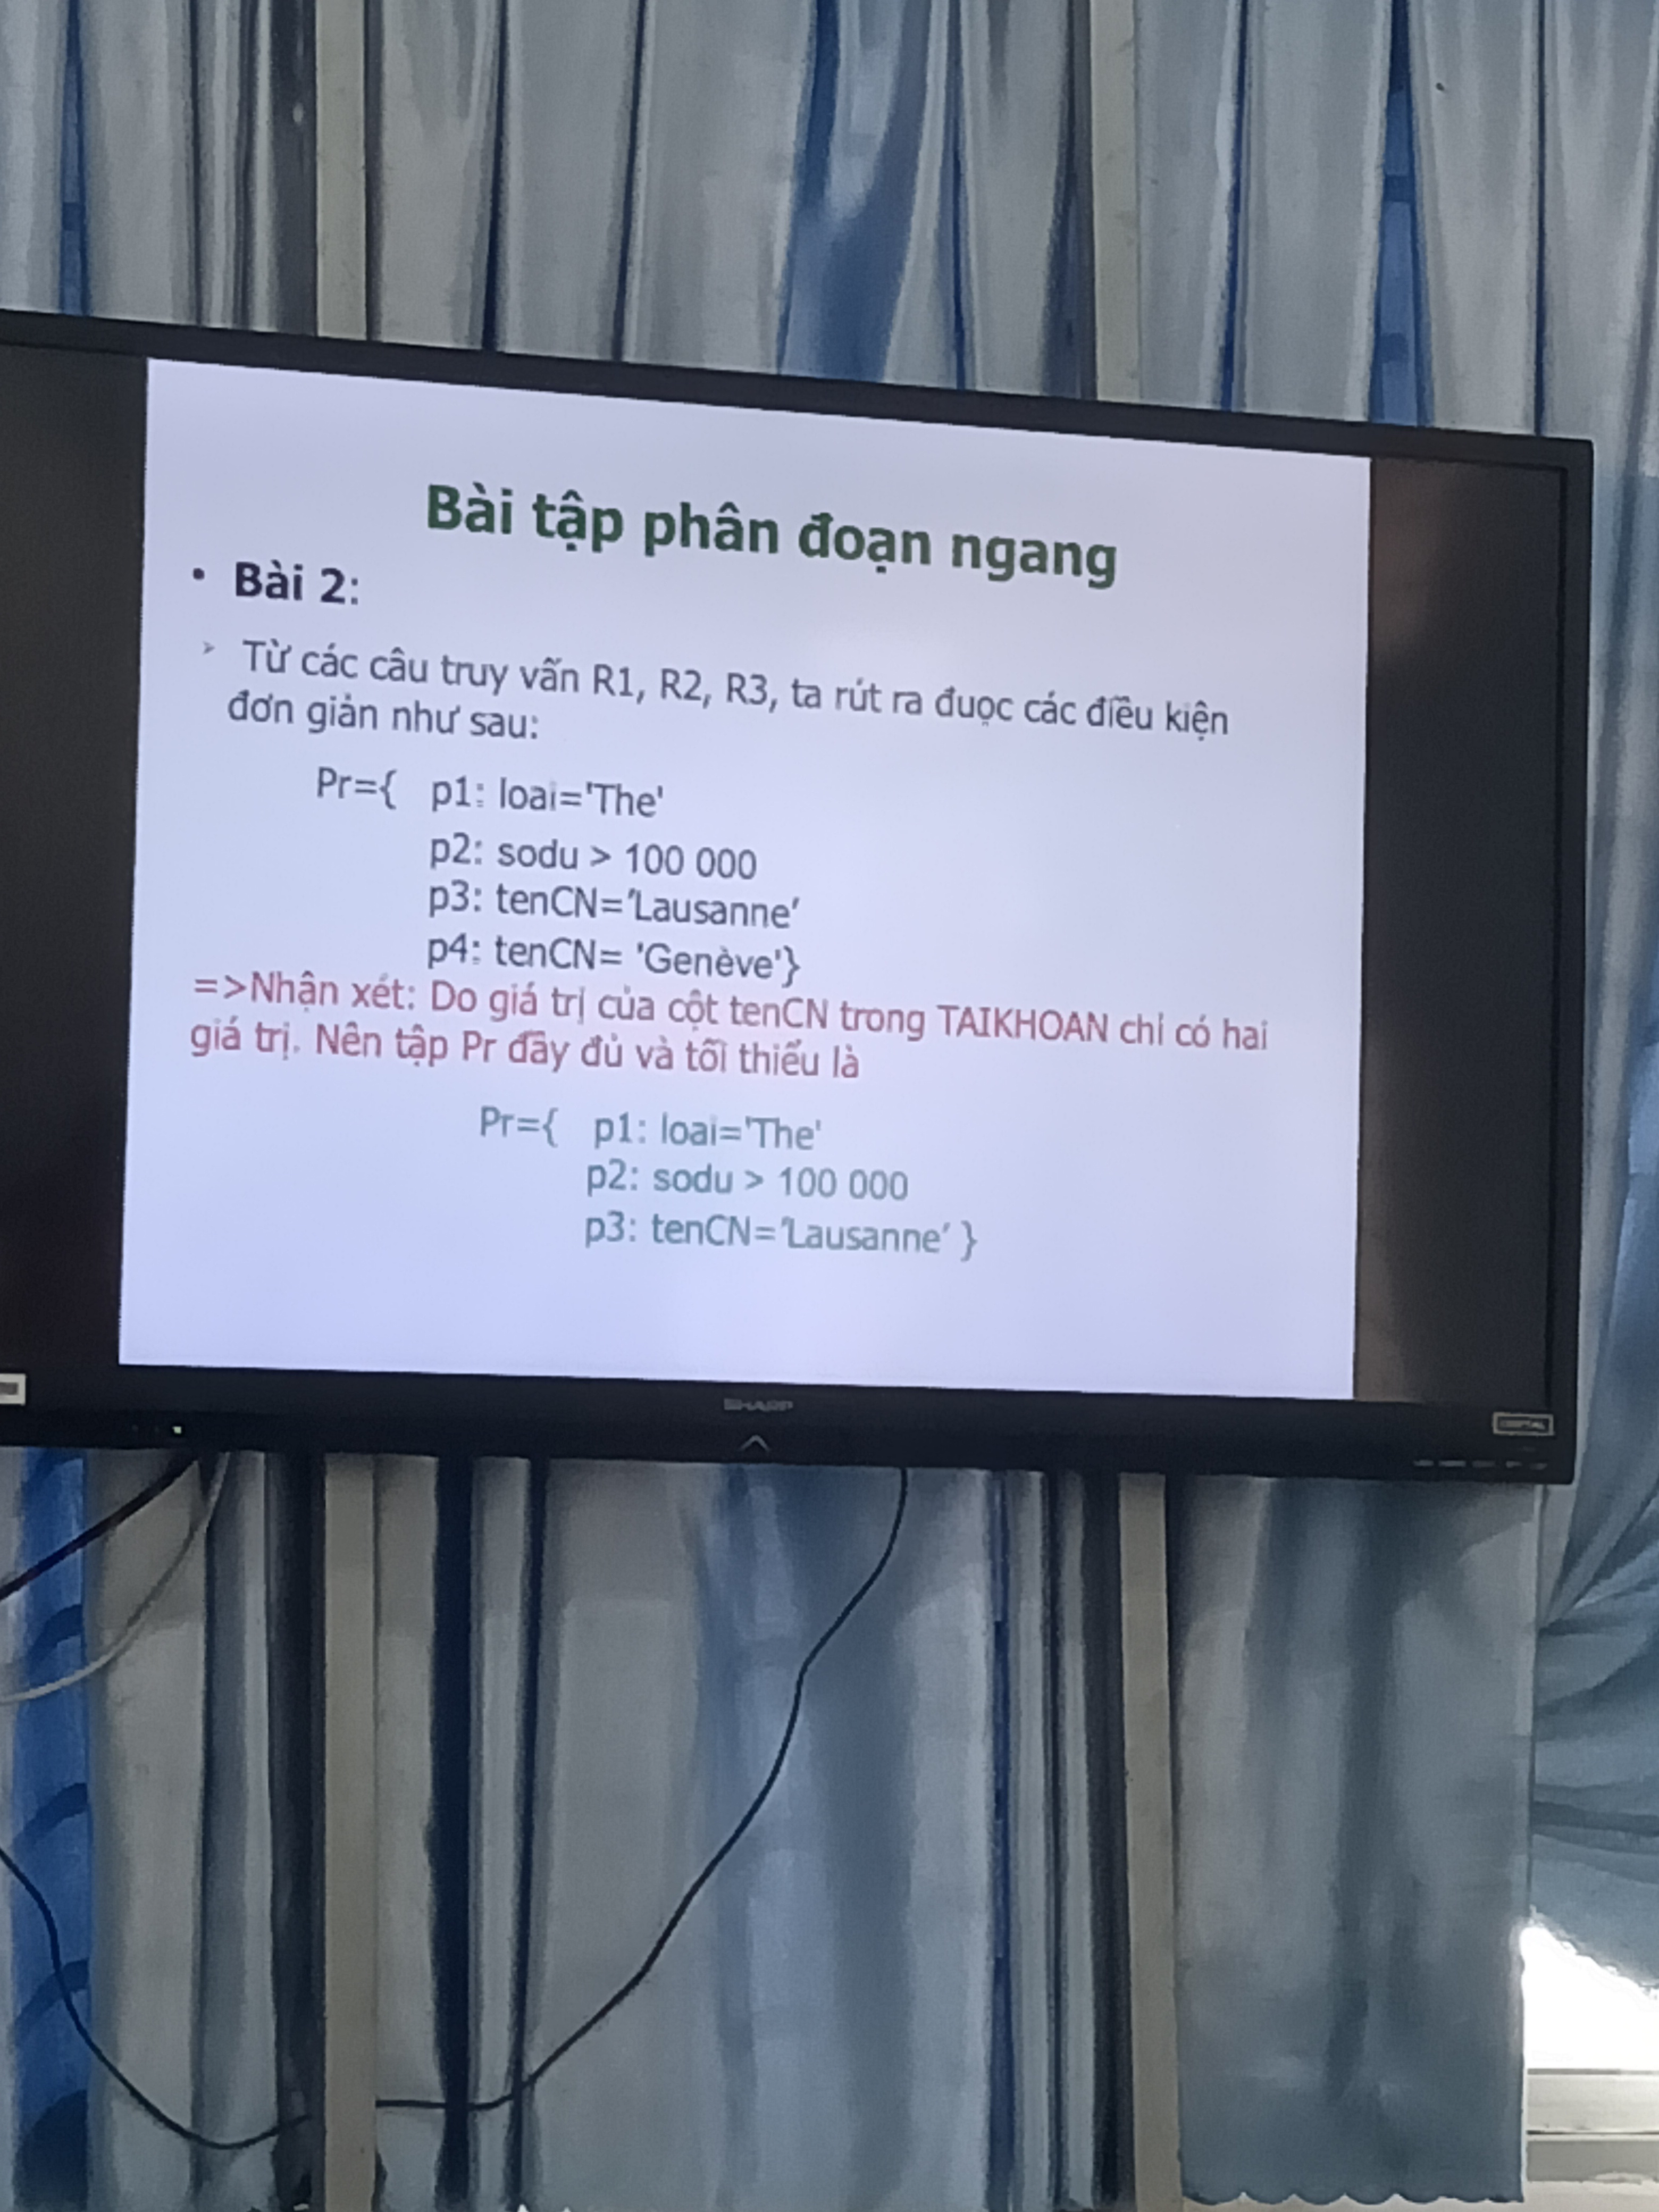 Bài tập phân đoạn ngang
• Bài 2:
➢ Từ các câu truy vấn R1, R2, R3, ta rút ra đuọc các điều kiện
đơn giản như sau:
Pr={ p1: loai='The'
p2: sodu > 100 000
p3: tenCN=’Lausanne’
p4: tenCN= 'Genève'}
=>Nhận xét: Do giá trị của cột tenCN trong TAIKHOAN chỉ có hai
giá trị. Nên tập Pr đầy đủ và tối thiểu là
Pr={ p1: loai='The'
p2: sodu > 100 000
p3: tenCN=’Lausanne’ }
SHARP